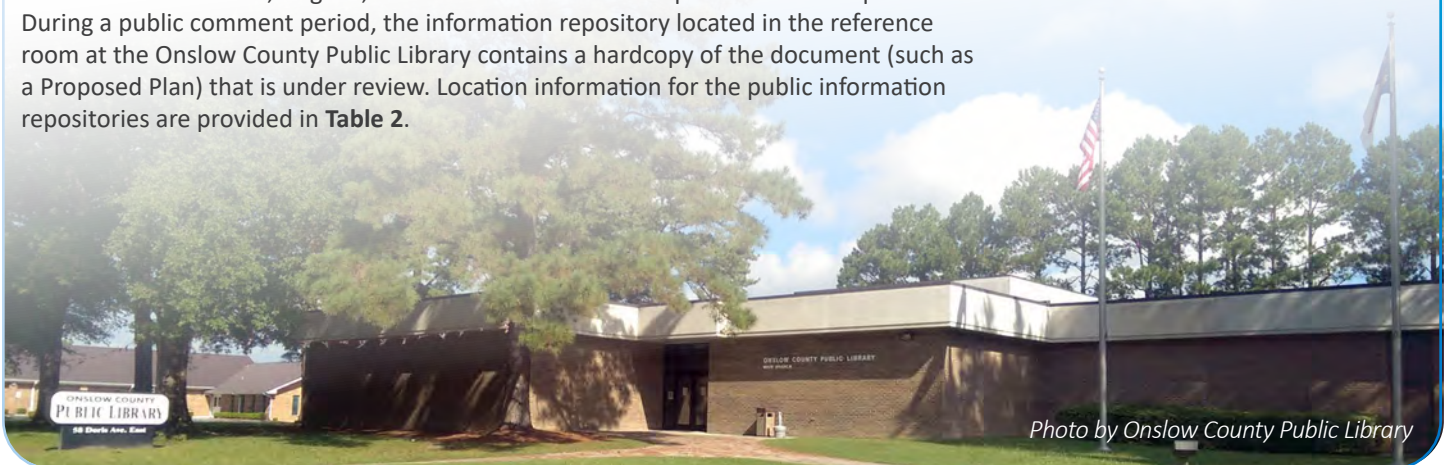 During a public comment period, the information repository located in the reference
room at the Onslow County Public Library contains a hardcopy of the document (such as
a Proposed Plan) that is under review. Location information for the public information
repositories are provided in Table 2.
ONSLOW COUNTY PUBLIC LIBRARY
ONSLOW COUNTY
PUBLIC LIBRARY
58 Doris Ave. East
Photo by Onslow County Public Library